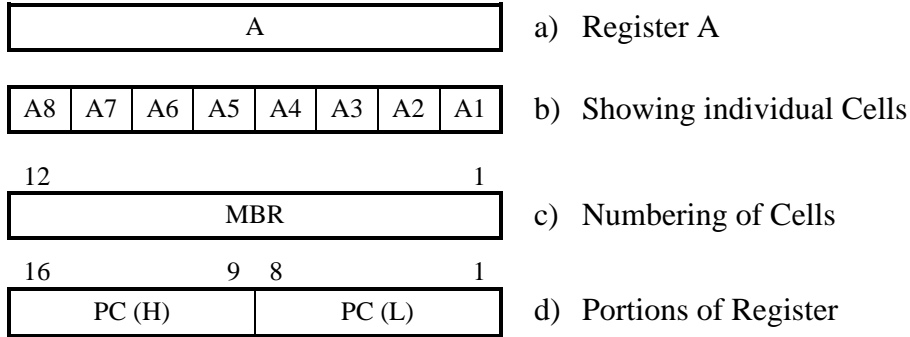 A a) Register A
A8 A7 A6 A5 A4 A3 A2 A1 b) Showing individual Cells
12 1
MBR c) Numbering of Cells
16 9 8 1
PC (H) PC (L) d) Portions of Register